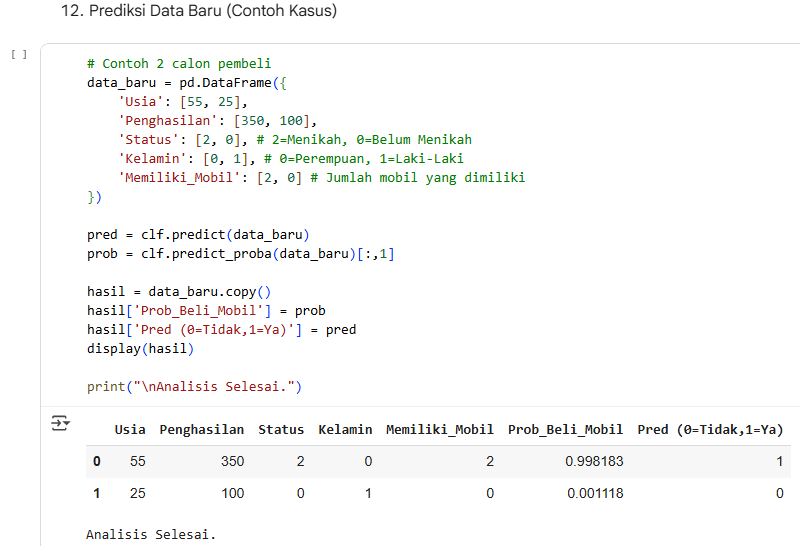 12. Prediksi Data Baru (Contoh Kasus)
[ ]
# Contoh 2 calon pembeli
data_baru = pd.DataFrame({
    'Usia': [55, 25],
    'Penghasilan': [350, 100],
    'Status': [2, 0], # 2=Menikah, 0=Belum Menikah
    'Kelamin': [0, 1], # 0=Perempuan, 1=Laki-Laki
    'Memiliki_Mobil': [2, 0] # Jumlah mobil yang dimiliki
})
pred = clf.predict(data_baru)
prob = clf.predict_proba(data_baru)[:,1]
hasil = data_baru.copy()
hasil['Prob_Beli_Mobil'] = prob
hasil['Pred (0=Tidak,1=Ya)'] = pred
display(hasil)
print("\nAnalisis Selesai.")
Usia Penghasilan Status Kelamin Memiliki_Mobil Prob_Beli_Mobil Pred (0=Tidak,1=Ya)
0 55 350 2 0 2 0.998183 1
1 25 100 0 1 0 0.001118 0
Analisis Selesai.